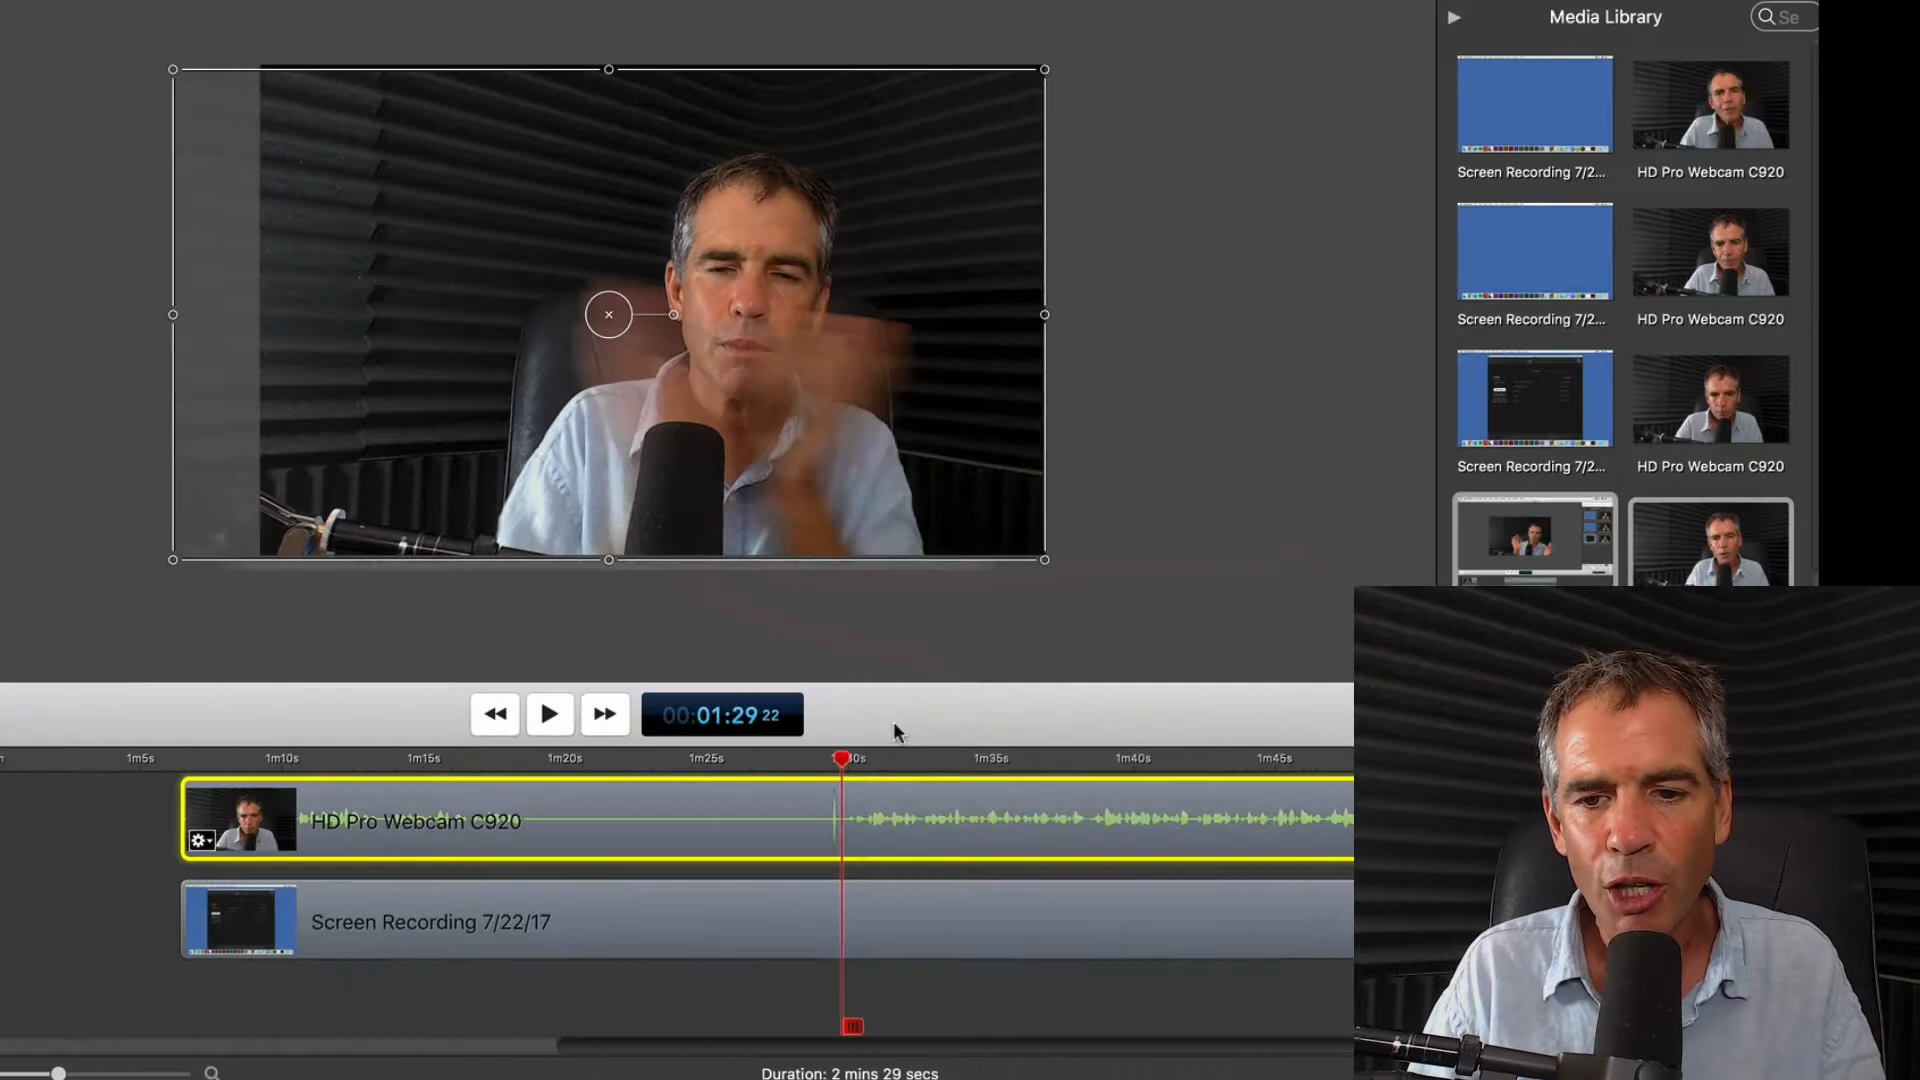 Media Library
Se
Screen Recording 7/2...
HD Pro Webcam C920
Screen Recording 7/2...
HD Pro Webcam C920
Screen Recording 7/2...
HD Pro Webcam C920
00:01:29 22
1m5s
1m10s
1m15s
1m20s
1m25s
30s
1m35s
1m40s
1m45s
HD Pro Webcam C920
Screen Recording 7/22/17
Duration: 2 mins 29 secs